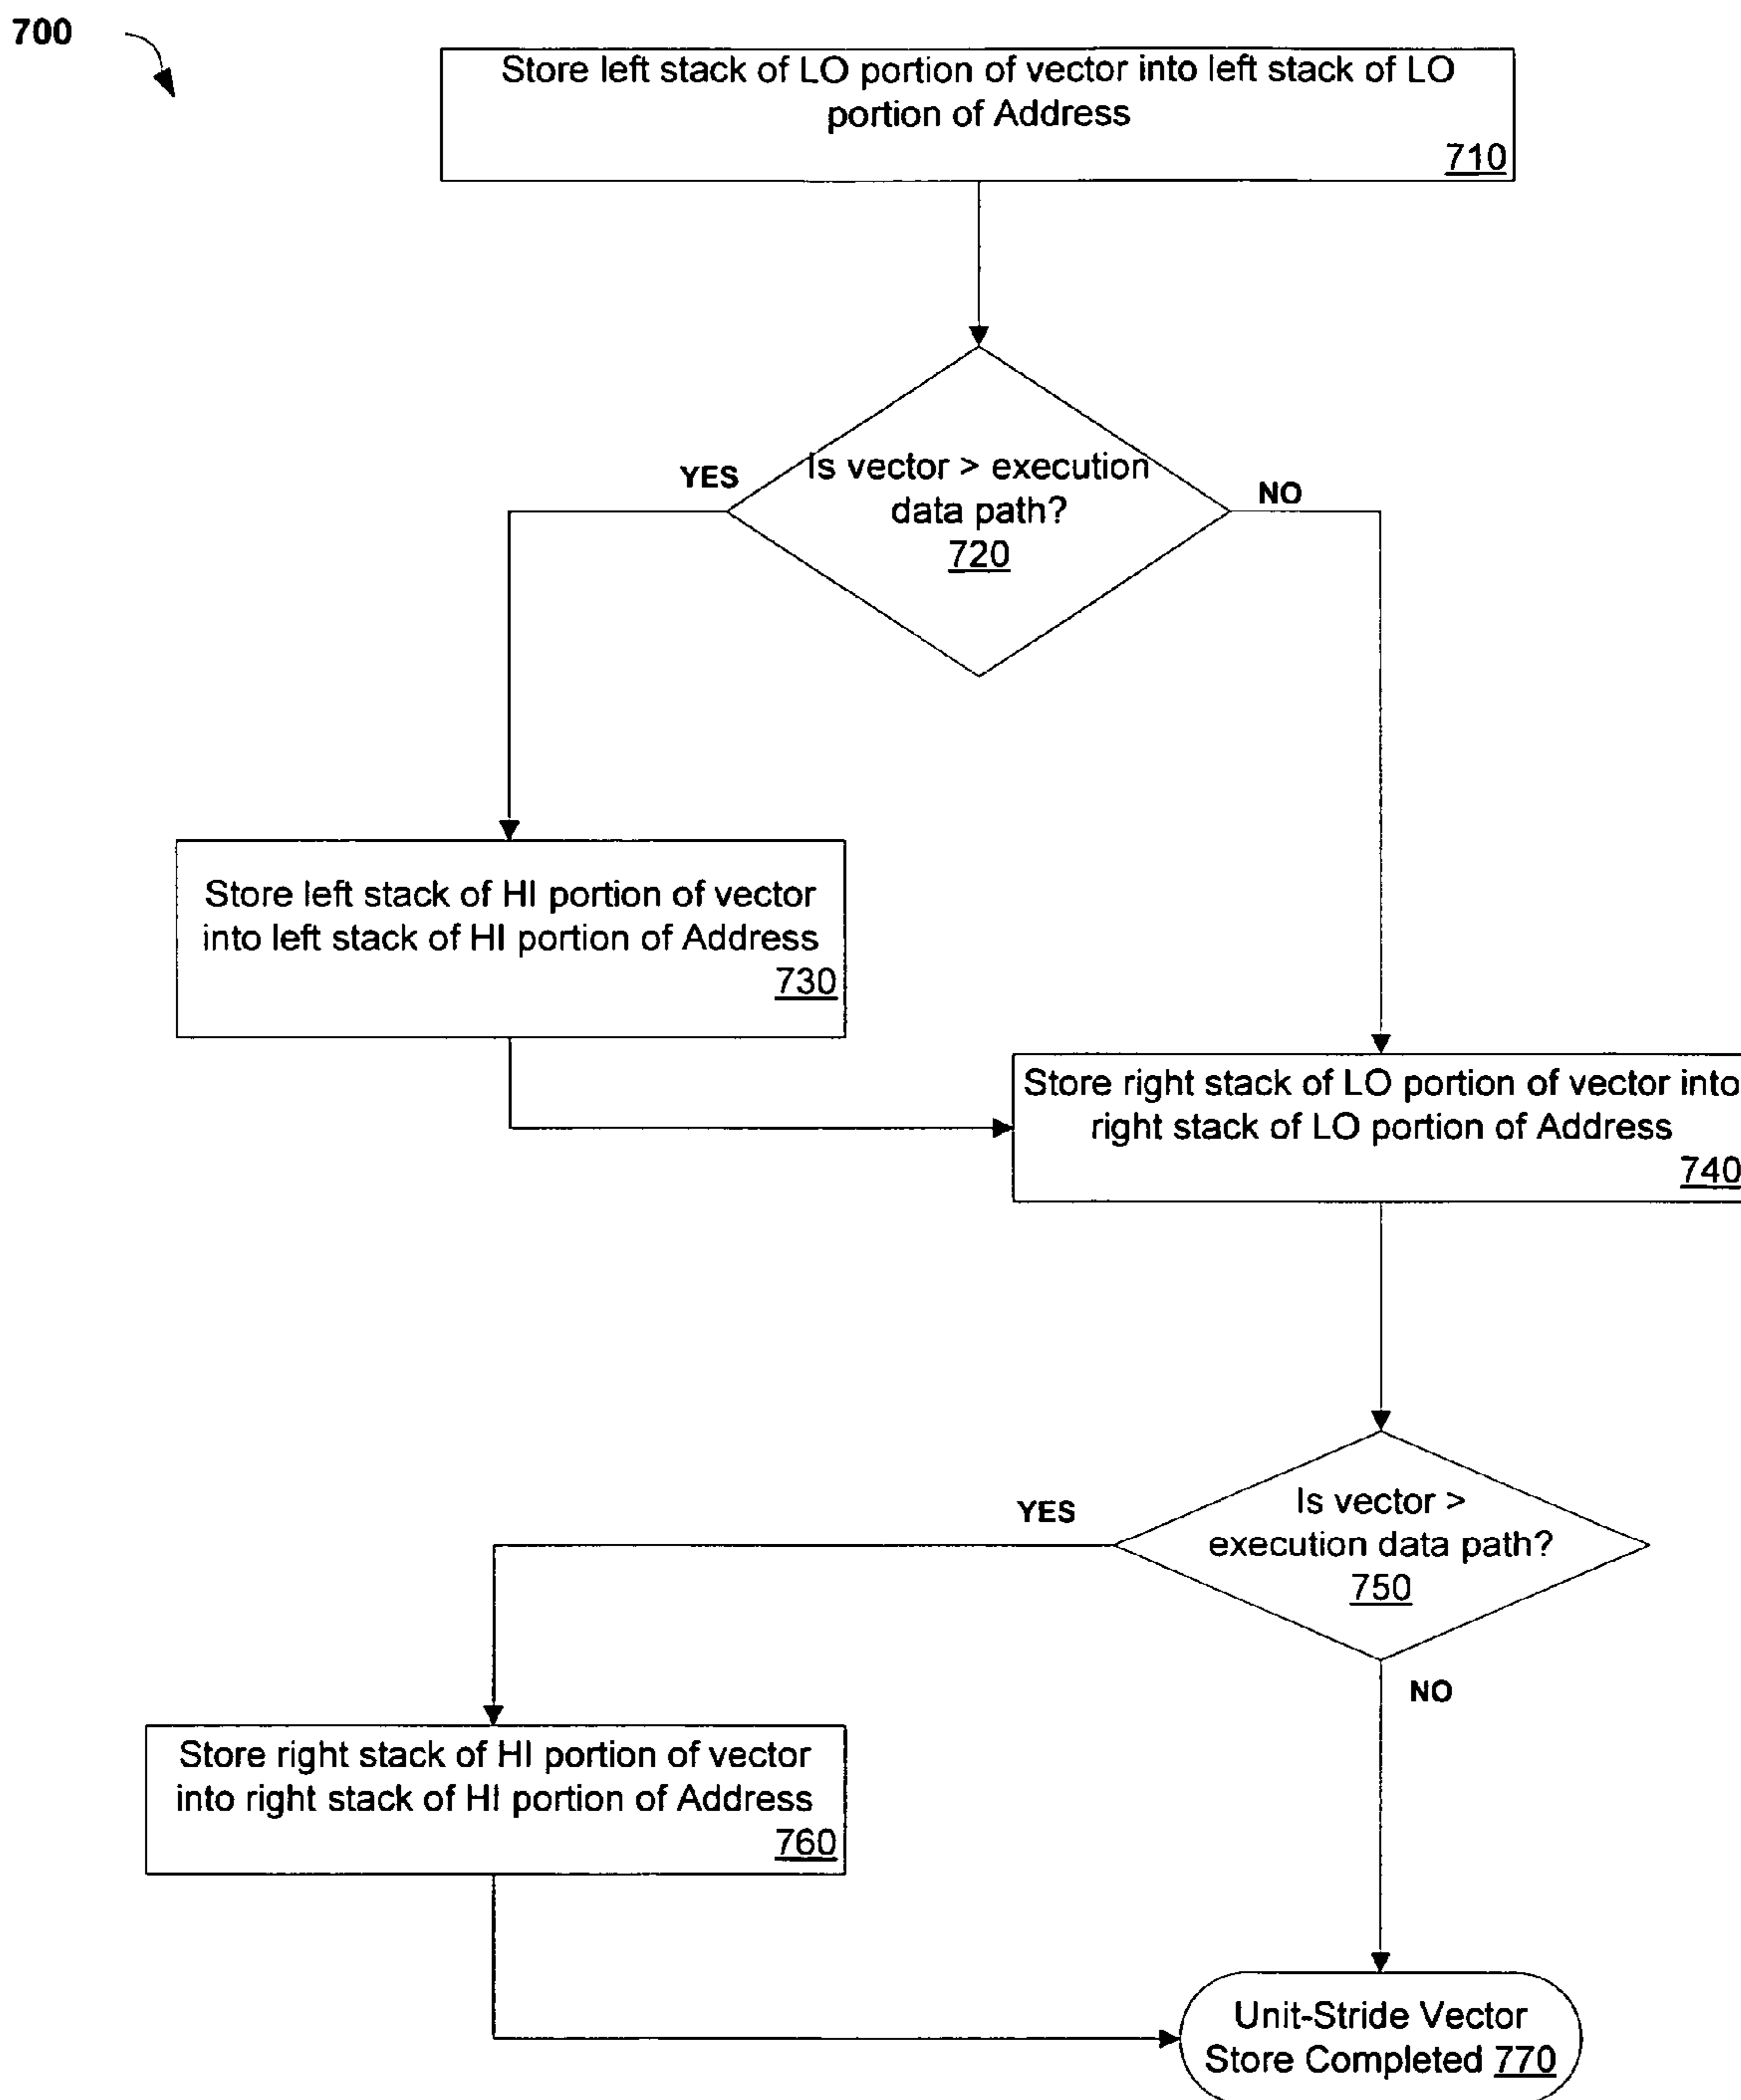 700
Store left stack of LO portion of vector into left stack of LO
portion of Address
710
Is vector > execution
data path?
720
YES
NO
Store left stack of HI portion of vector
into left stack of HI portion of Address
730
Store right stack of LO portion of vector into
right stack of LO portion of Address
740
Is vector >
execution data path?
750
YES
NO
Store right stack of HI portion of vector
into right stack of HI portion of Address
760
Unit-Stride Vector
Store Completed 770